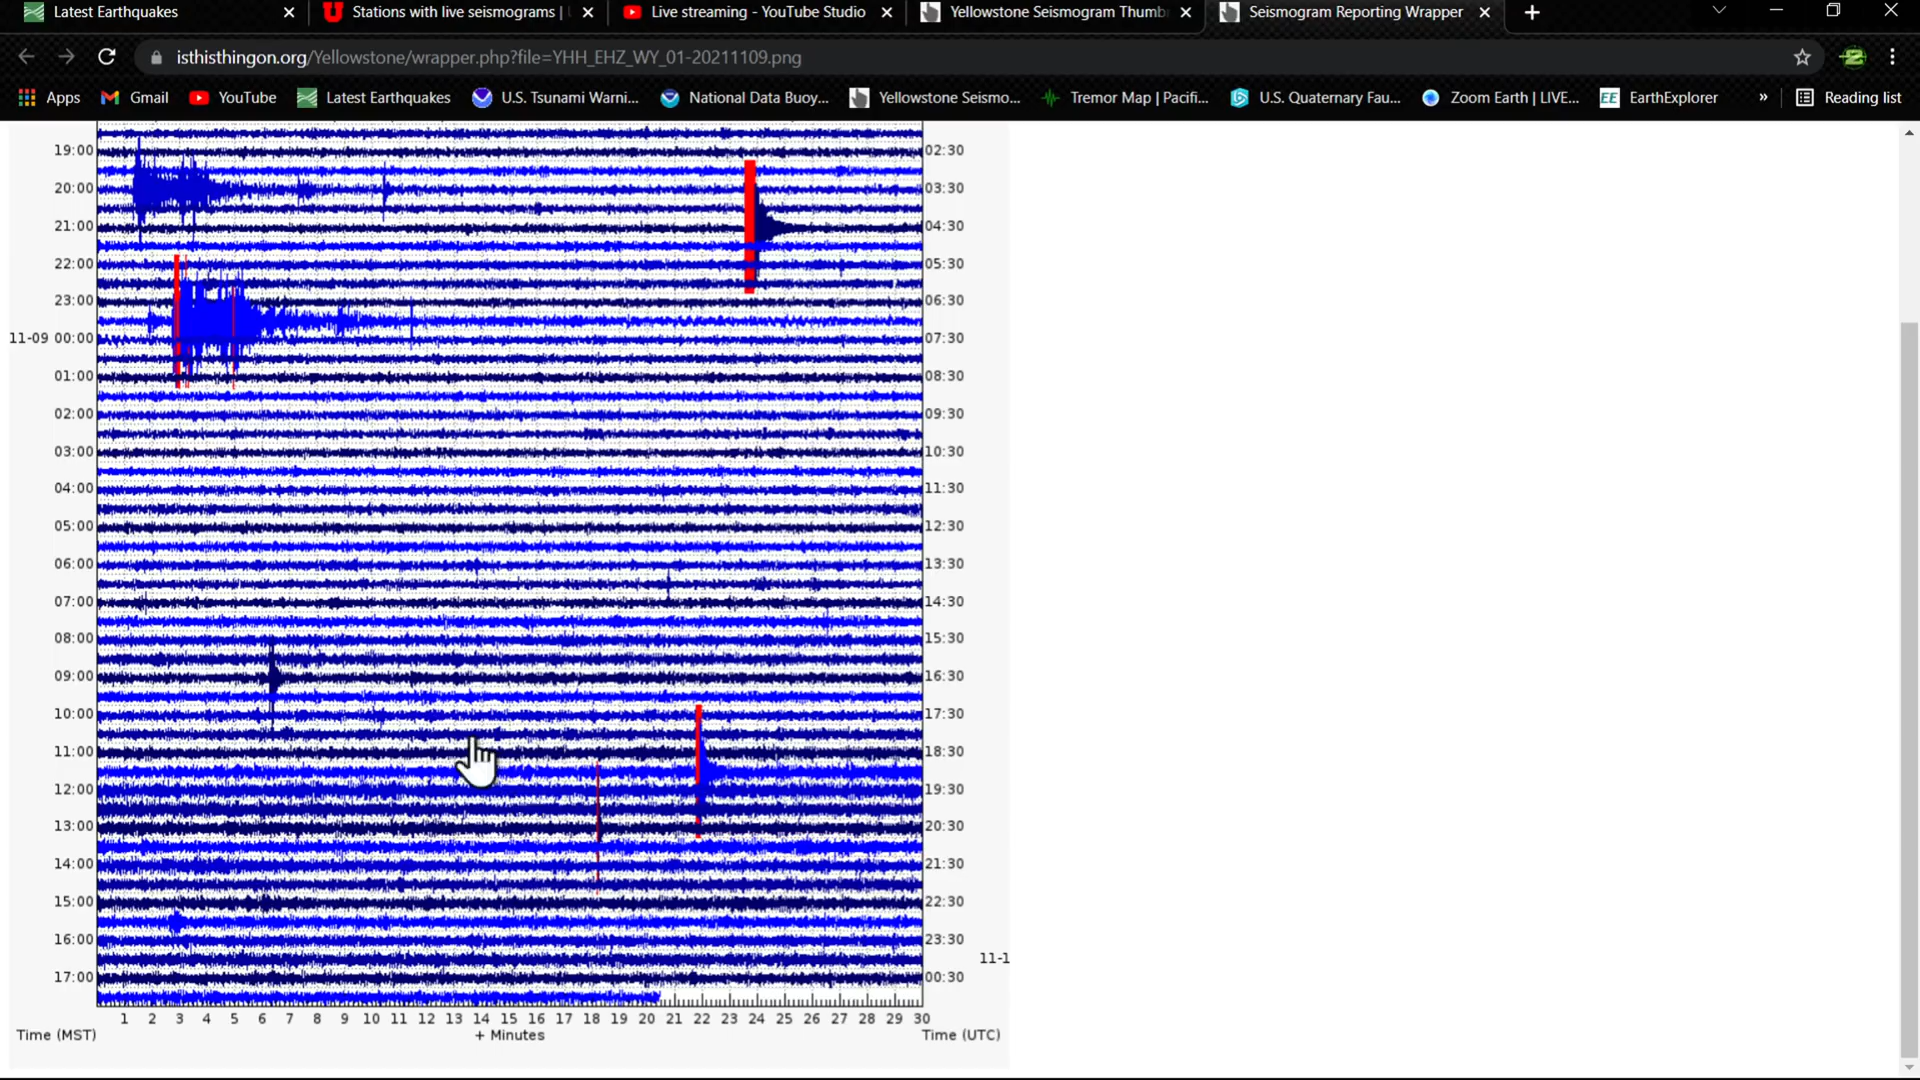 Latest Earthquakes
Stations with live seismograms |
Live streaming - YouTube Studio
Yellowstone Seismogram Thumb
Seismogram Reporting Wrapper
isthisthingon.org/Yellowstone/wrapper.php?file=YHH_EHZ_WY_01-20211109.png
Apps
Gmail
YouTube
Latest Earthquakes
U.S. Tsunami Warni...
National Data Buoy...
Yellowstone Seismo...
Tremor Map | Pacifi...
U.S. Quaternary Fau...
Zoom Earth | LIVE...
EE EarthExplorer
»
Reading list
19:00 02:30
20:00 03:30
21:00 04:30
22:00 05:30
23:00 06:30
11-09 00:00 07:30
01:00 08:30
02:00 09:30
03:00 10:30
04:00 11:30
05:00 12:30
06:00 13:30
07:00 14:30
08:00 15:30
09:00 16:30
10:00 17:30
11:00 18:30
12:00 19:30
13:00 20:30
14:00 21:30
15:00 22:30
16:00 23:30
11-1
17:00 00:30
1 2 3 4 5 6 7 8 9 10 11 12 13 14 15 16 17 18 19 20 21 22 23 24 25 26 27 28 29 30
Time (MST) + Minutes Time (UTC)